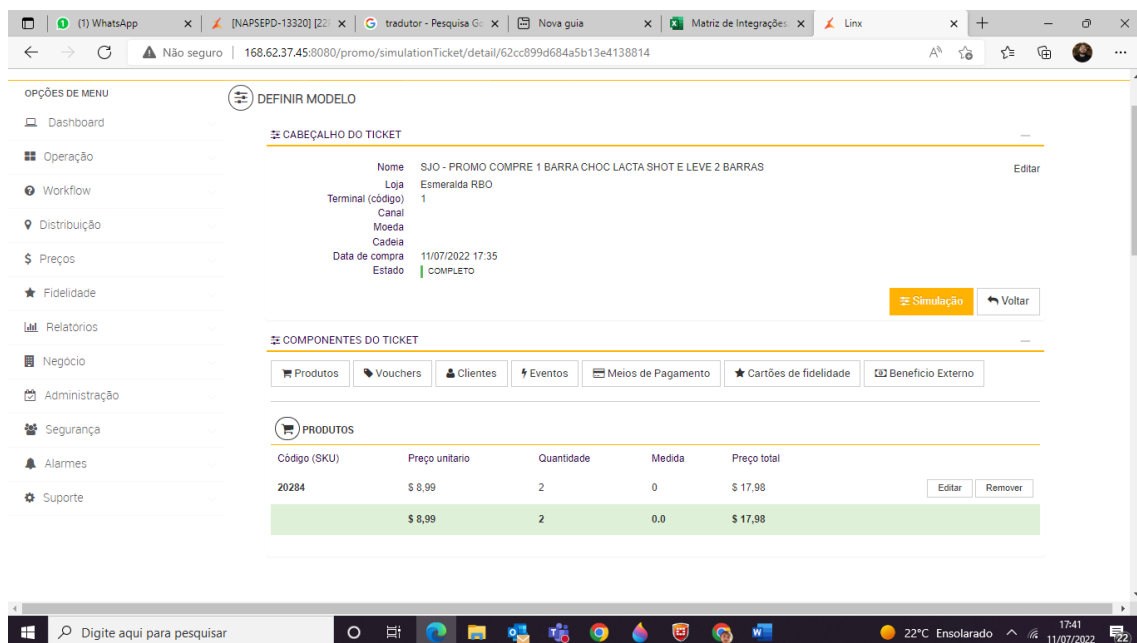 (1) WhatsApp
[NAPSEPD-13320] [22
tradutor - Pesquisa Go
Nova guia
Matriz de Integrações
Linx
Não seguro | 168.62.37.45:8080/promo/simulationTicket/detail/62cc899d684a5b13e4138814
OPÇÕES DE MENU
Dashboard
Operação
Workflow
Distribuição
Preços
Fidelidade
Relatórios
Negócio
Administração
Segurança
Alarmes
Suporte
DEFINIR MODELO
CABEÇALHO DO TICKET
Nome SJO - PROMO COMPRE 1 BARRA CHOC LACTA SHOT E LEVE 2 BARRAS Editar
Loja Esmeralda RBO
Terminal (código) 1
Canal
Moeda
Cadeia
Data de compra 11/07/2022 17:35
Estado COMPLETO
Simulação Voltar
COMPONENTES DO TICKET
Produtos Vouchers Clientes Eventos Meios de Pagamento Cartões de fidelidade Beneficio Externo
PRODUTOS
Código (SKU) Preço unitario Quantidade Medida Preço total
20284 $ 8,99 2 0 $ 17,98 Editar Remover
$ 8,99 2 0.0 $ 17,98
Digite aqui para pesquisar
22°C Ensolarado
17:41
11/07/2022
22